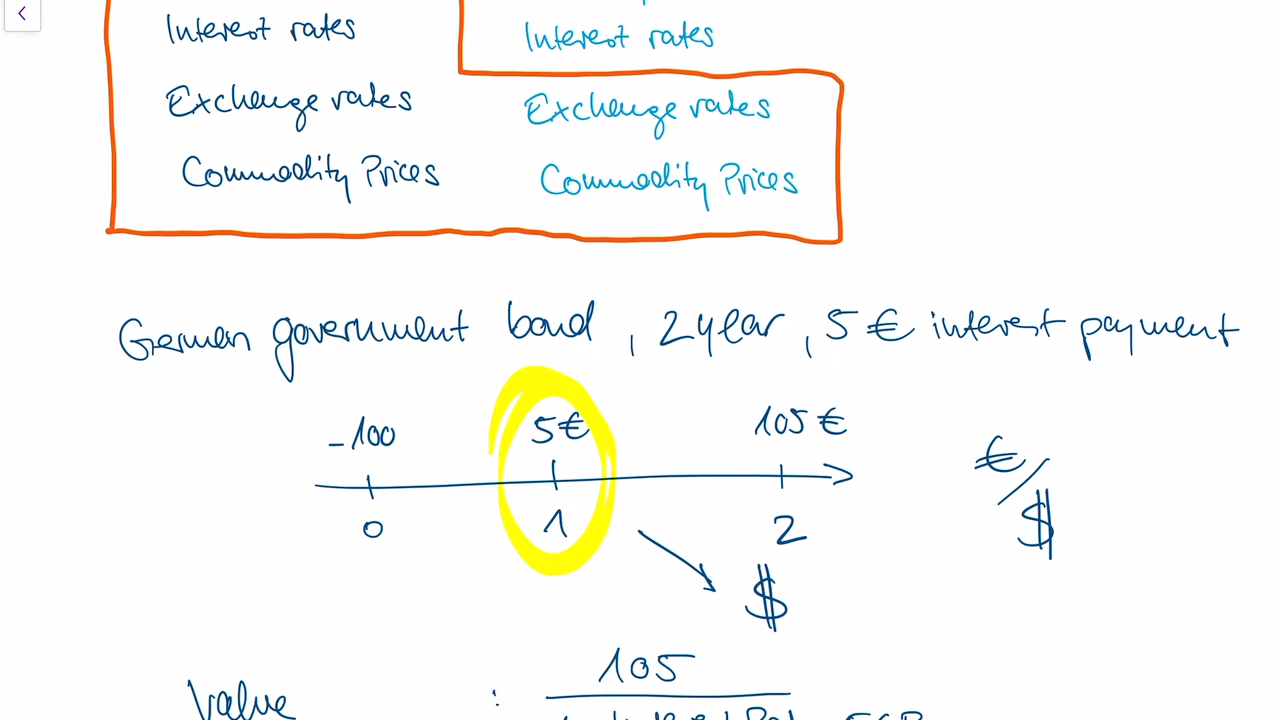 Interest rates Interest rates
Exchange rates Exchange rates
Commodity Prices Commodity Prices
German government bond, 2 year, 5 € interest payment
-100 5€ 105 €
€/$
0 1 2
$
105
Value :